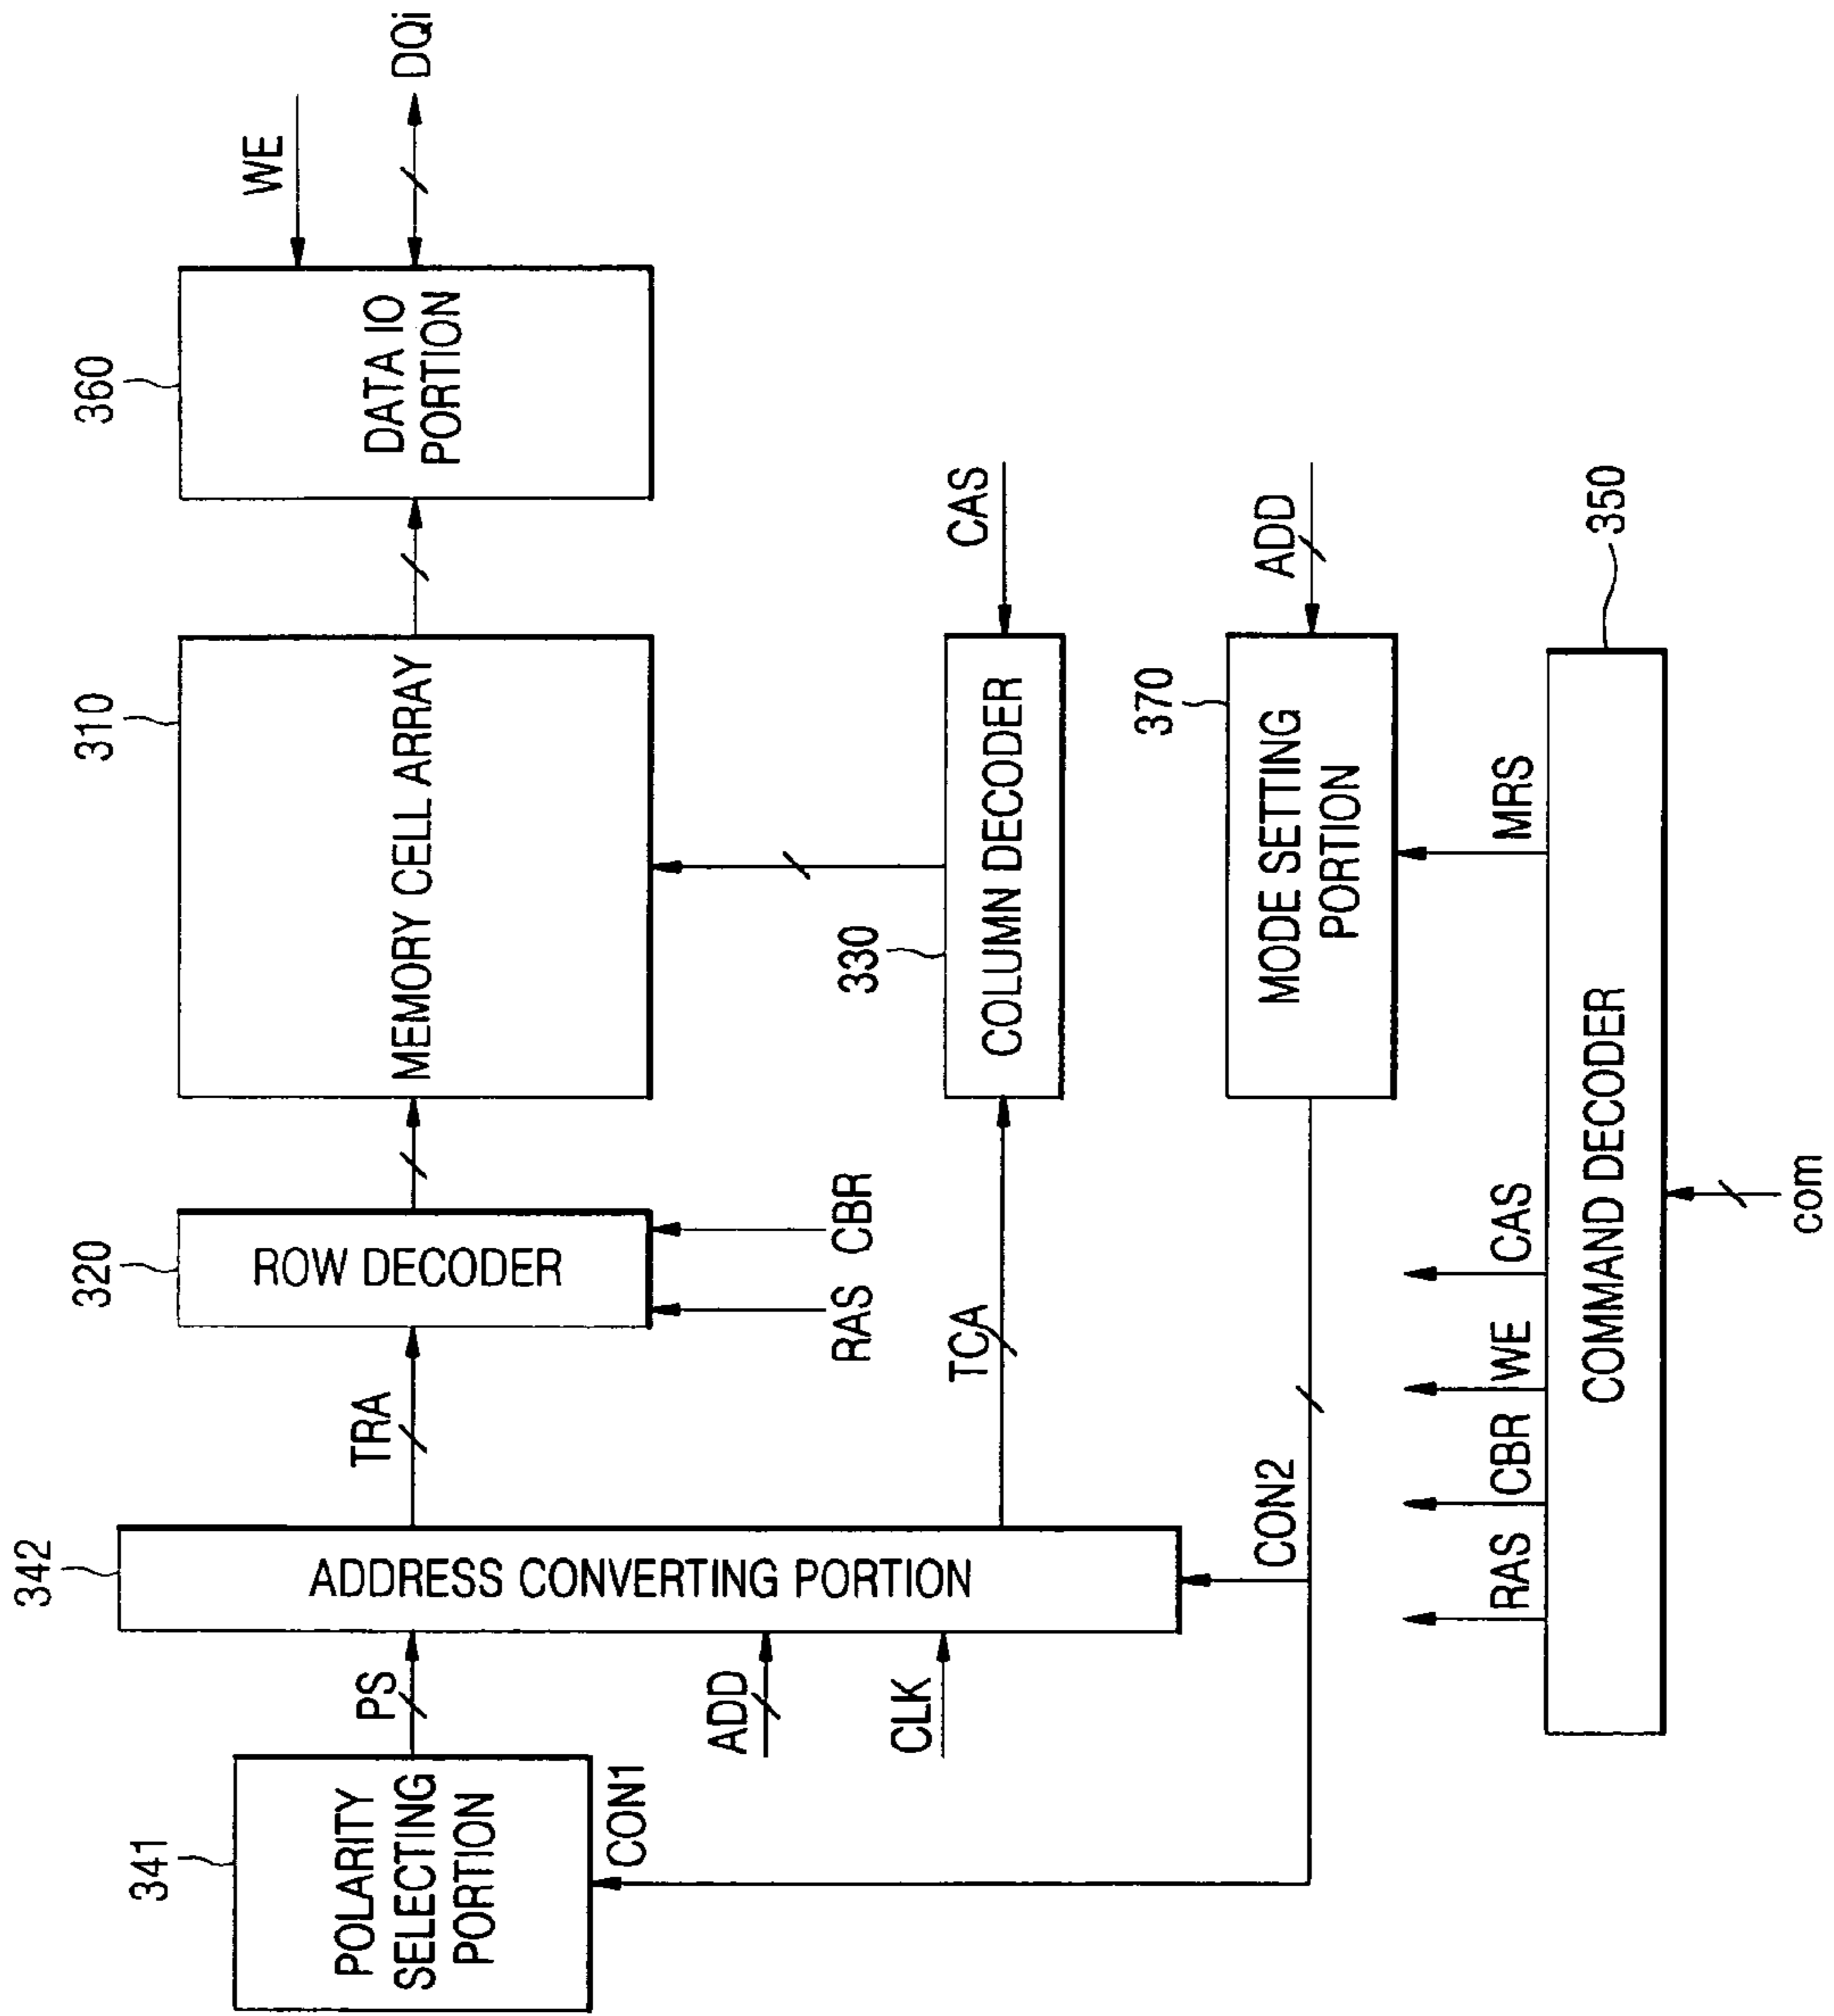 360
310
320
342
341
WE
DQi
DATA IO
PORTION
MEMORY CELL ARRAY
ROW DECODER
TRA
ADDRESS CONVERTING PORTION
PS
POLARITY
SELECTING
PORTION
RAS
CBR
ADD
CLK
CON1
CAS
330
COLUMN DECODER
TCA
ADD
370
MODE SETTING
PORTION
CON2
MRS
350
CAS
WE
CBR
RAS
COMMAND DECODER
com